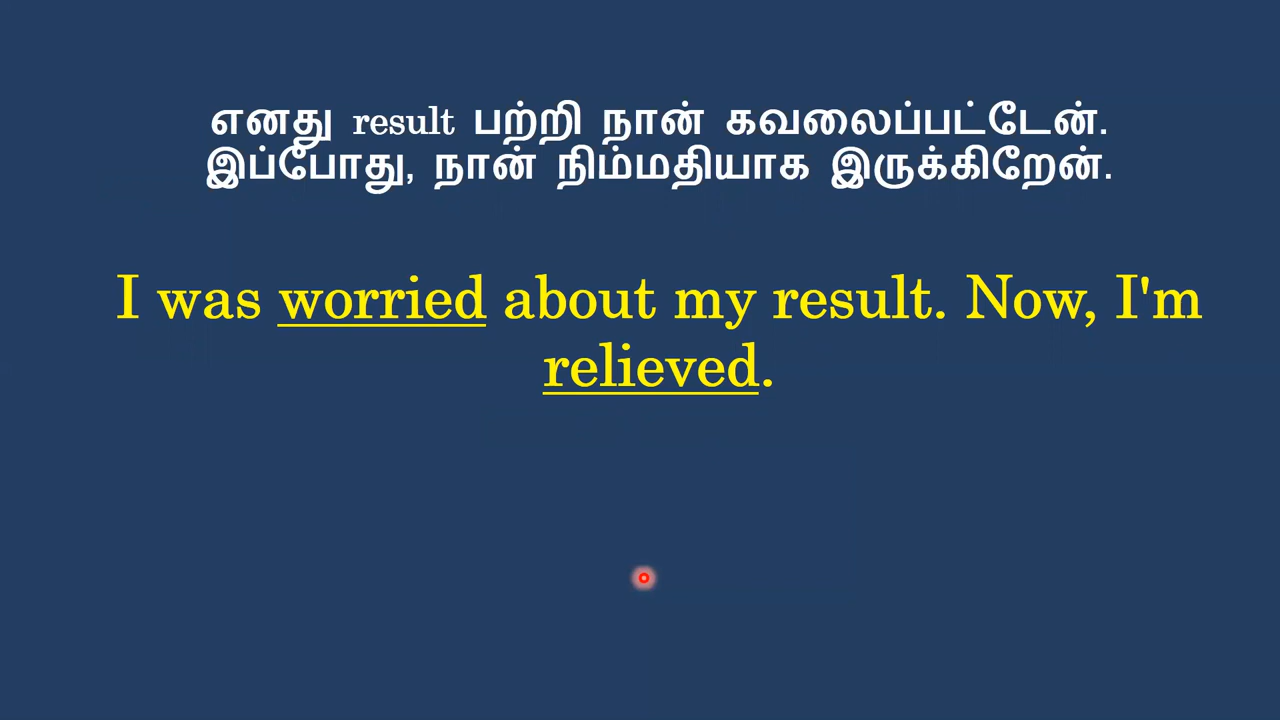 எனது result பற்றி நான் கவலைப்பட்டேன்.
இப்போது, நான் நிம்மதியாக இருக்கிறேன்.
I was worried about my result. Now, I'm
relieved.